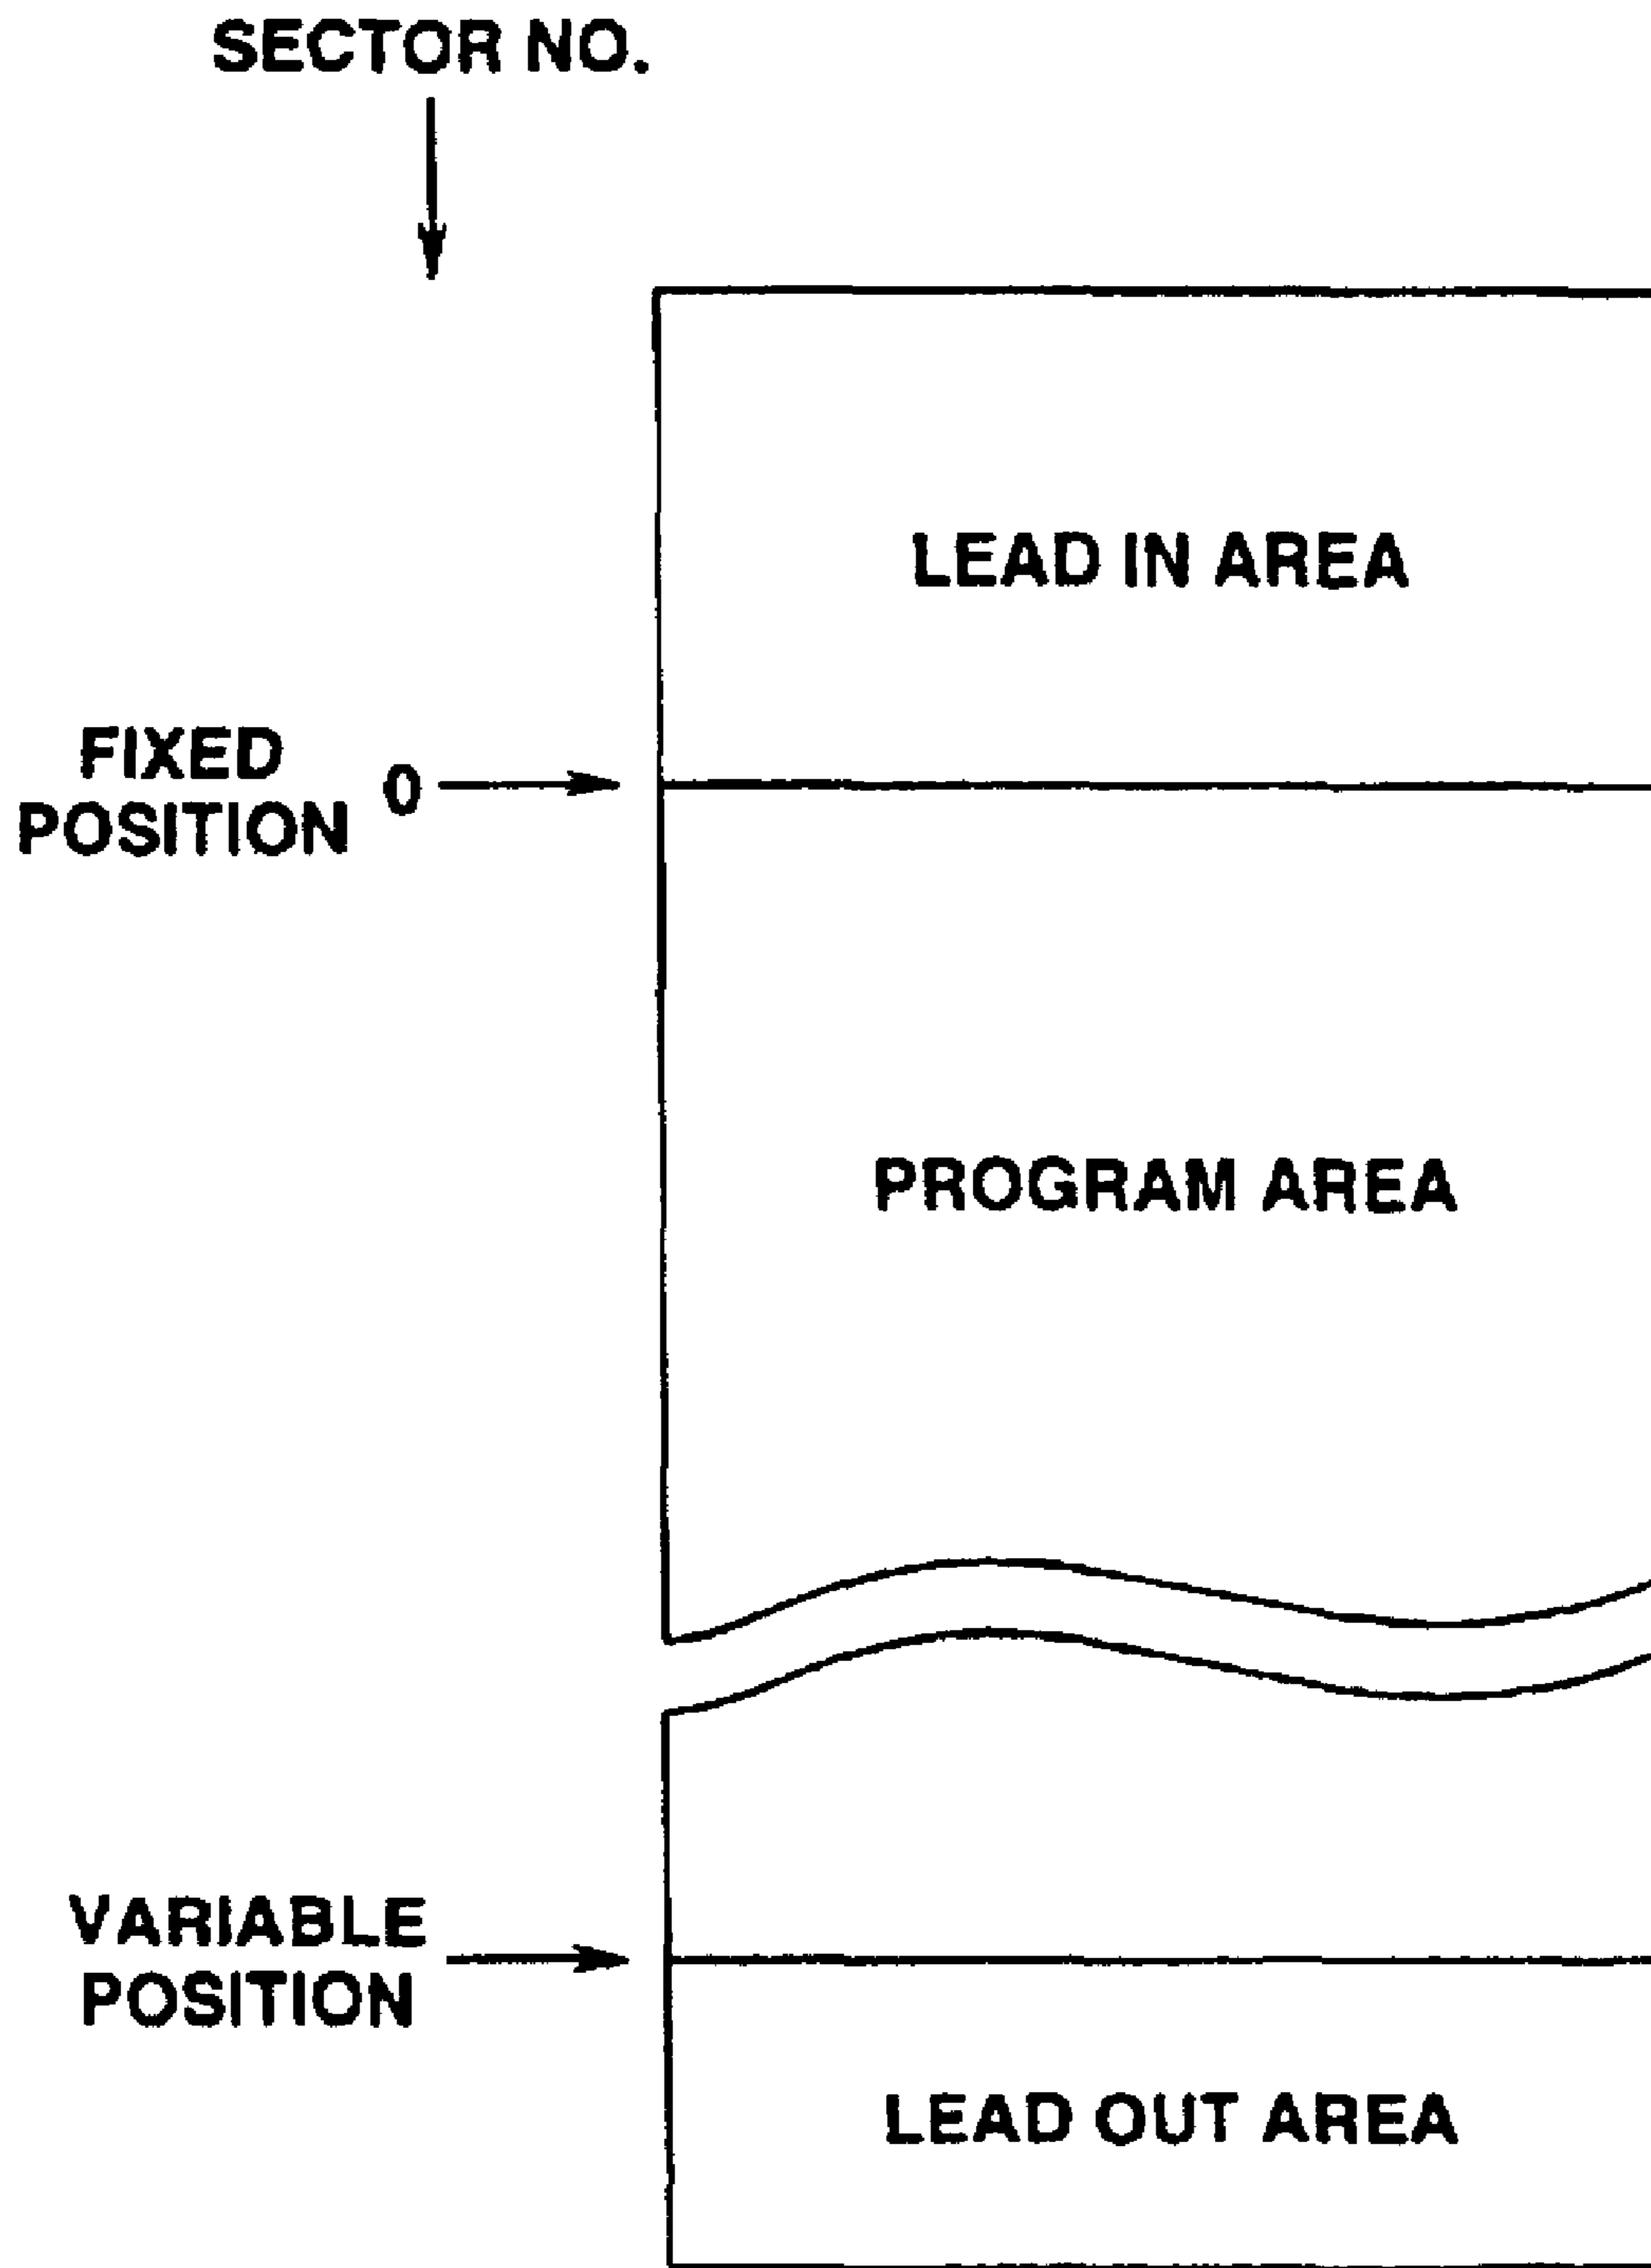 SECTOR NO.
LEAD IN AREA
FIXED
POSITION
0
PROGRAM AREA
VARIABLE
POSITION
LEAD OUT AREA